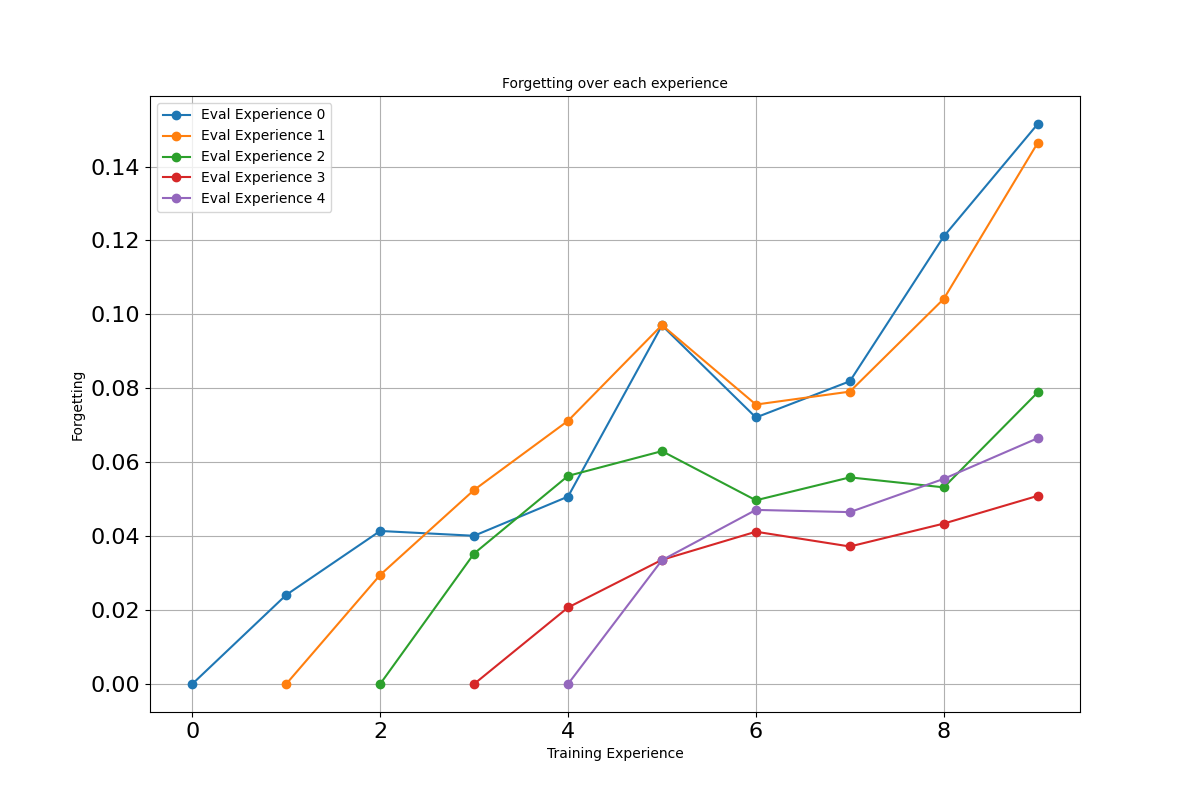 Forgetting over each experience
Eval Experience 0
Eval Experience 1
Eval Experience 2
Eval Experience 3
Eval Experience 4
0.14
0.12
0.10
0.08
0.06
0.04
0.02
0.00
Forgetting
0 2 4 6 8
Training Experience